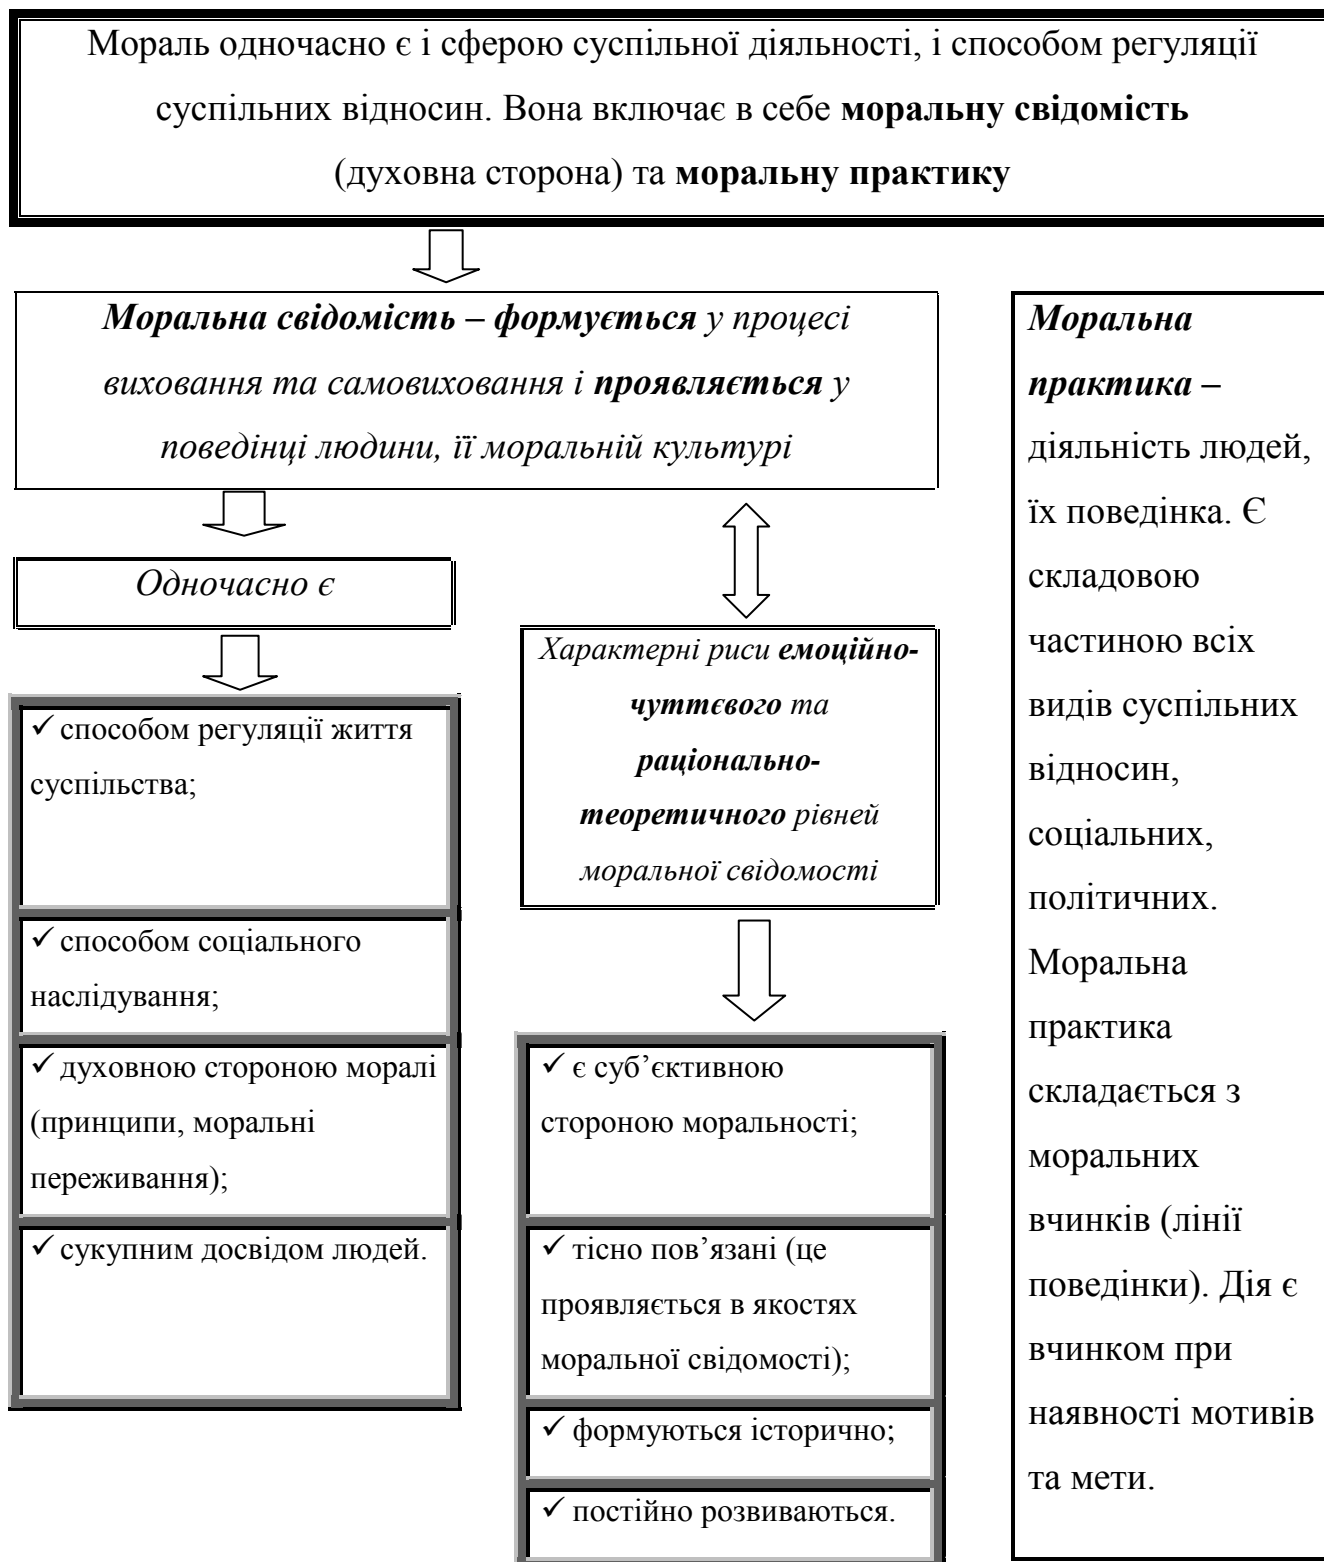 Мораль одночасно є і сферою суспільної діяльності, і способом регуляції
суспільних відносин. Вона включає в себе моральну свідомість
(духовна сторона) та моральну практику
Моральна свідомість – формується у процесі
виховання та самовиховання і проявляється у
поведінці людини, її моральній культурі
Одночасно є
✓ способом регуляції життя
суспільства;
✓ способом соціального
наслідування;
✓ духовною стороною моралі
(принципи, моральні
переживання);
✓ сукупним досвідом людей.
Характерні риси емоційно-
чуттєвого та
раціонально-
теоретичного рівней
моральної свідомості
✓ є суб’єктивною
стороною моральності;
✓ тісно пов’язані (це
проявляється в якостях
моральної свідомості);
✓ формуються історично;
✓ постійно розвиваються.
Моральна
практика –
діяльність людей,
їх поведінка. Є
складовою
частиною всіх
видів суспільних
відносин,
соціальних,
політичних.
Моральна
практика
складається з
моральних
вчинків (лінії
поведінки). Дія є
вчинком при
наявності мотивів
та мети.